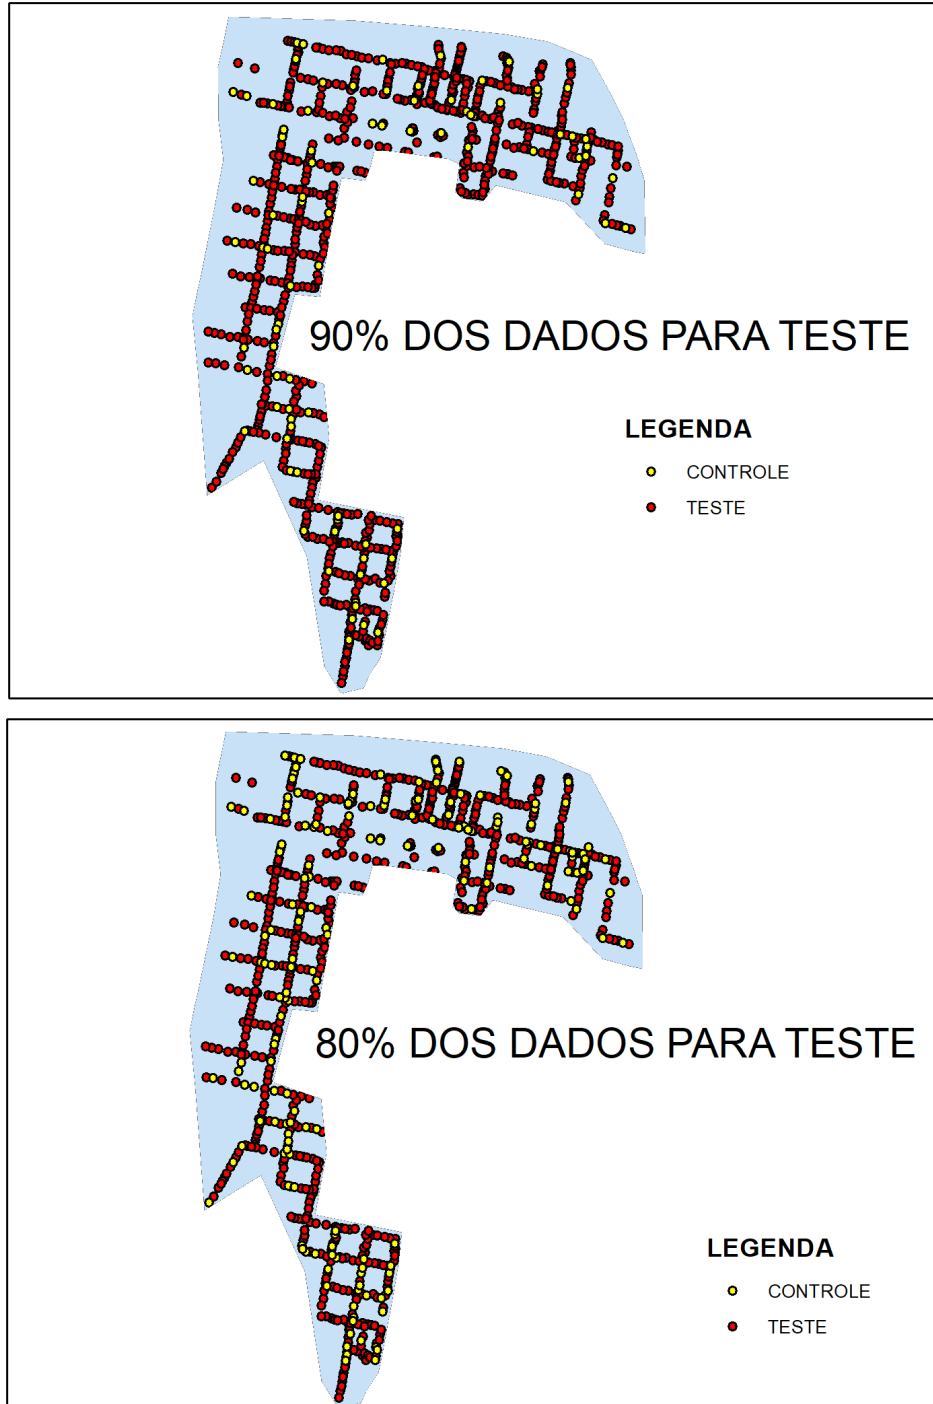 90% DOS DADOS PARA TESTE
LEGENDA
CONTROLE
TESTE
80% DOS DADOS PARA TESTE
LEGENDA
CONTROLE
TESTE